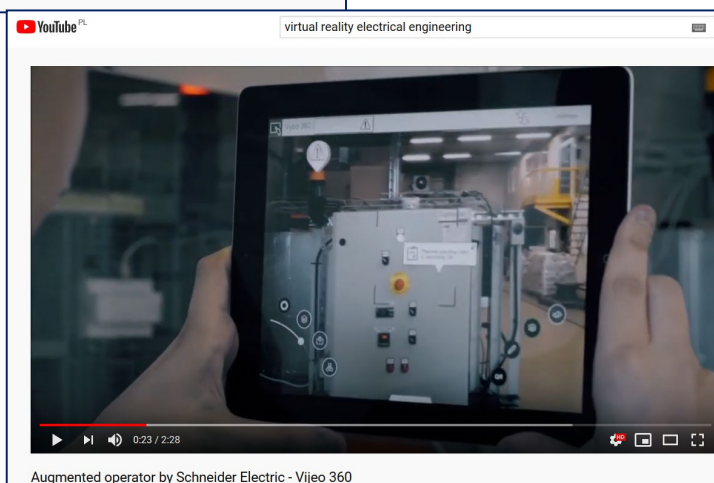 YouTube PL
virtual reality electrical engineering
Vijeo 360
0:23 / 2:28
HD
Augmented operator by Schneider Electric - Vijeo 360